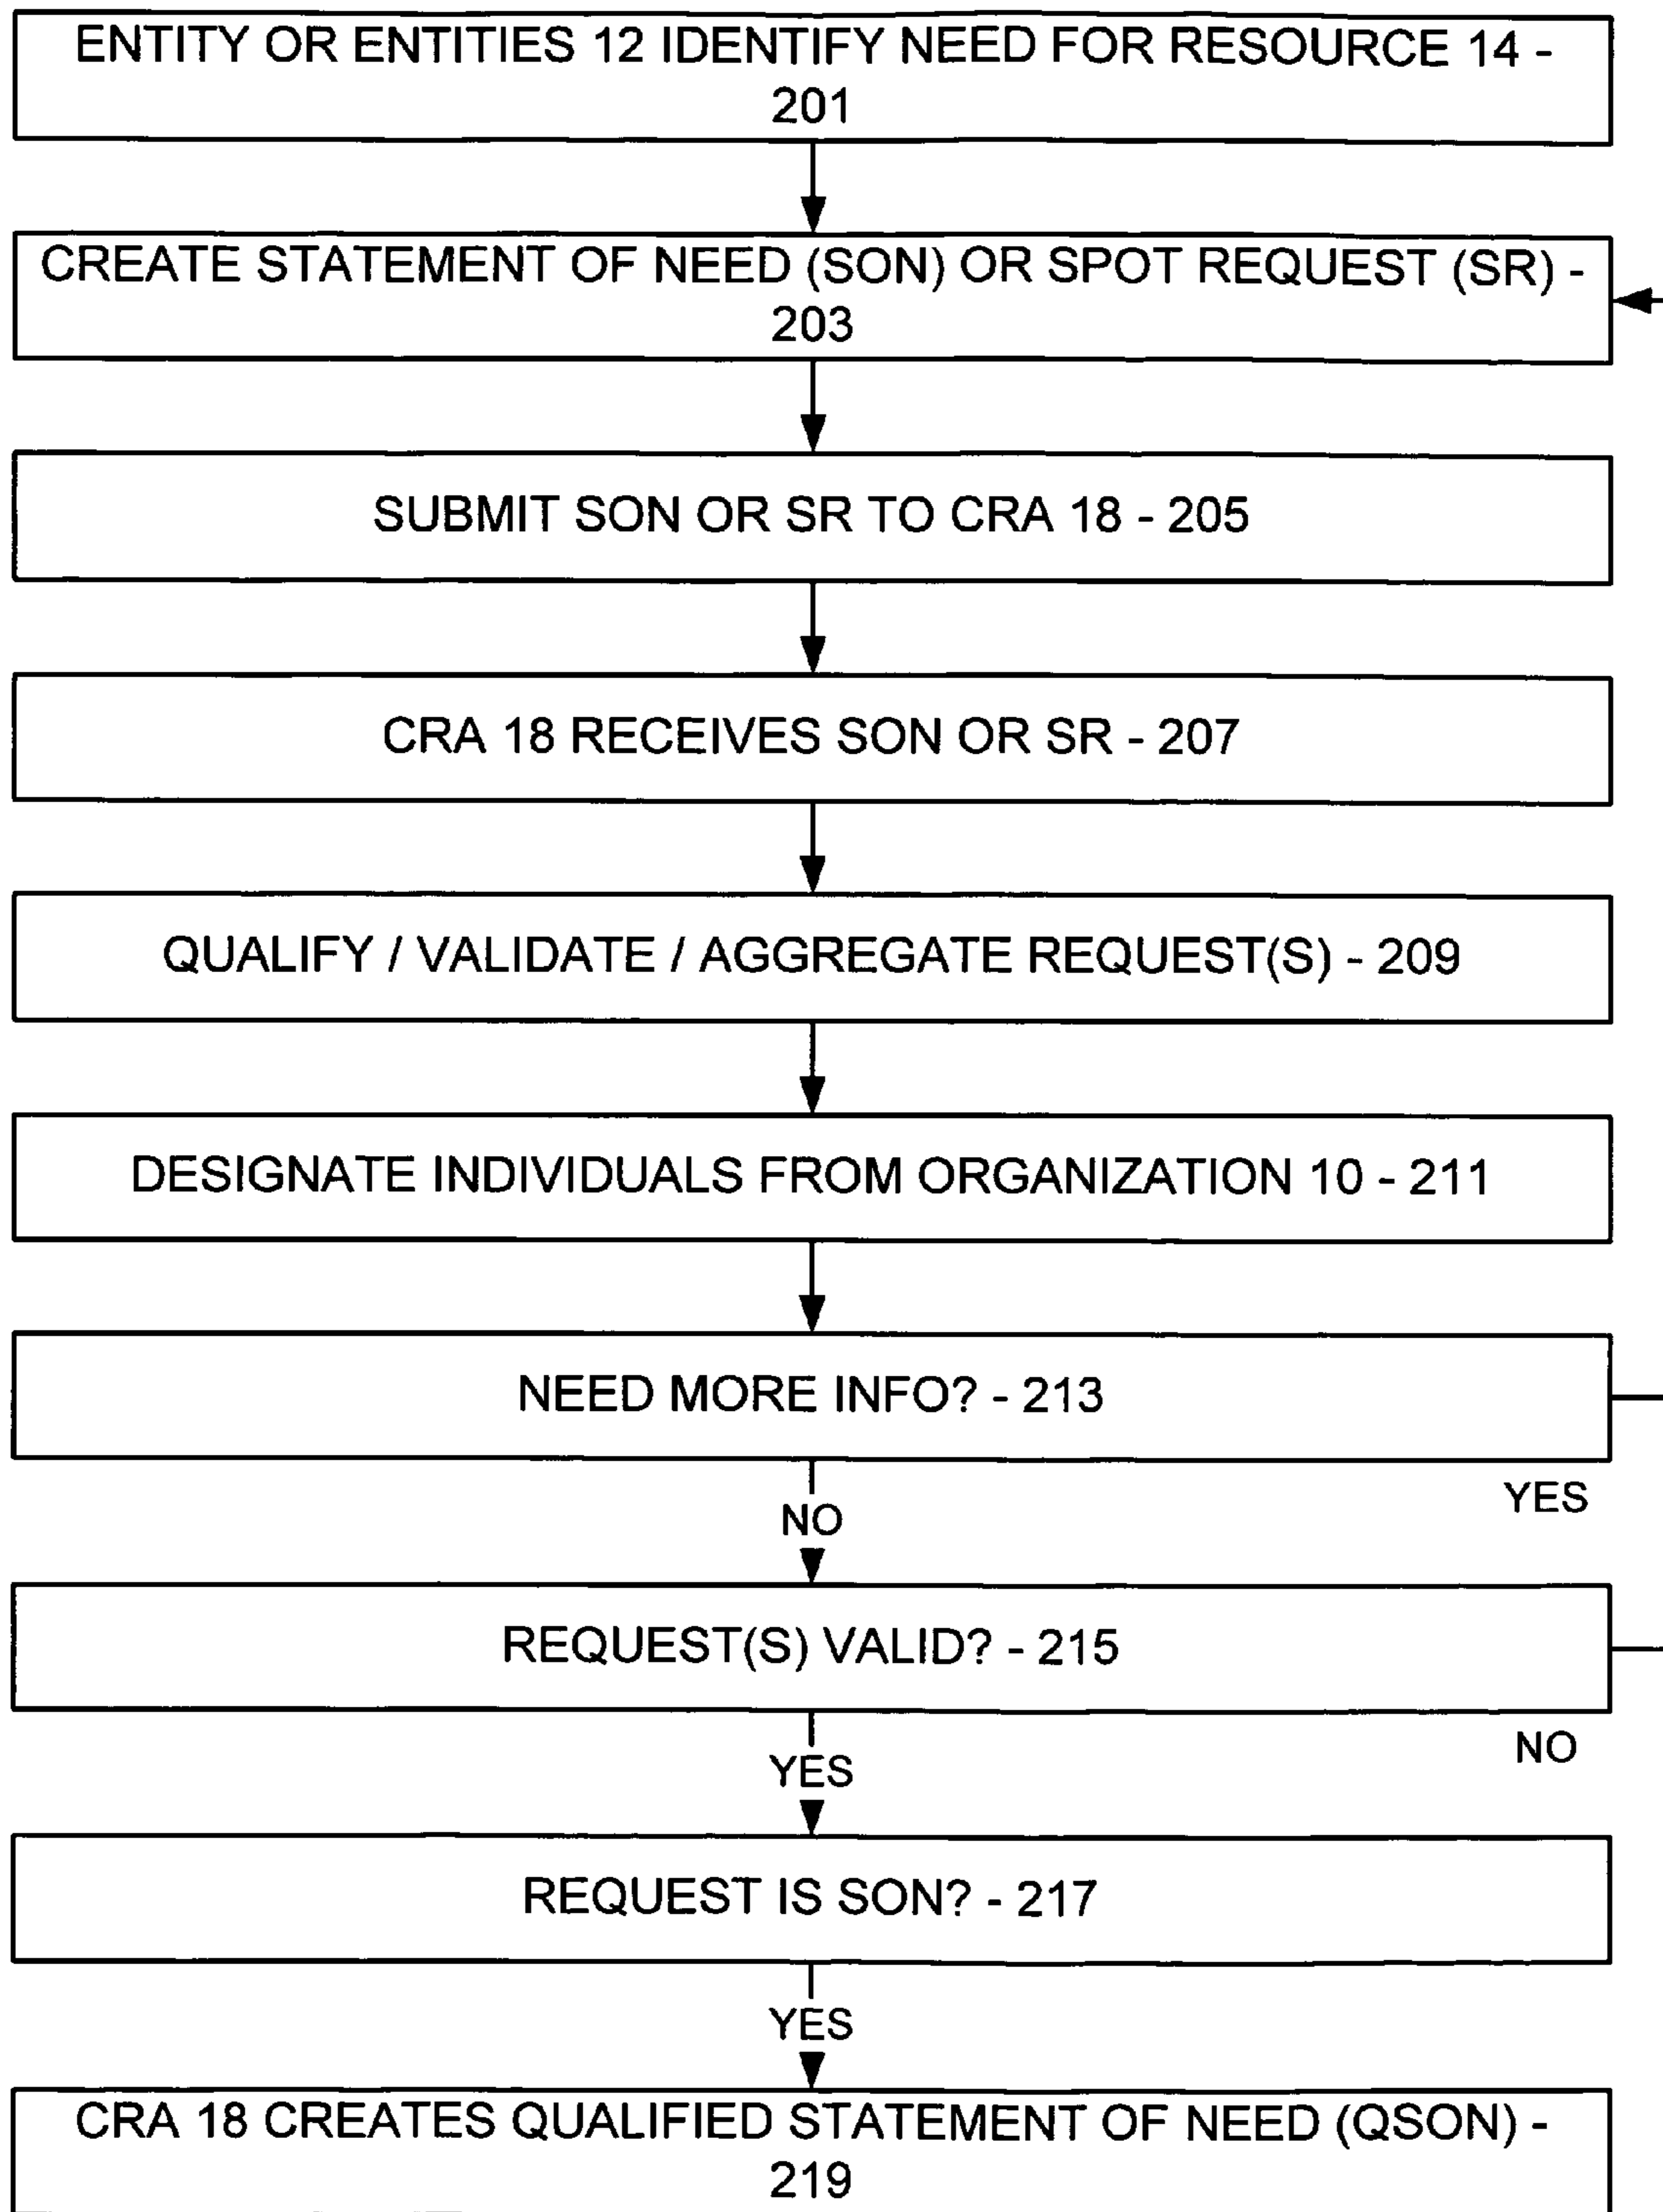 ENTITY OR ENTITIES 12 IDENTIFY NEED FOR RESOURCE 14 -
201
CREATE STATEMENT OF NEED (SON) OR SPOT REQUEST (SR) -
203
SUBMIT SON OR SR TO CRA 18 - 205
CRA 18 RECEIVES SON OR SR - 207
QUALIFY / VALIDATE / AGGREGATE REQUEST(S) - 209
DESIGNATE INDIVIDUALS FROM ORGANIZATION 10 - 211
NEED MORE INFO? - 213
YES
NO
REQUEST(S) VALID? - 215
NO
YES
REQUEST IS SON? - 217
YES
CRA 18 CREATES QUALIFIED STATEMENT OF NEED (QSON) -
219